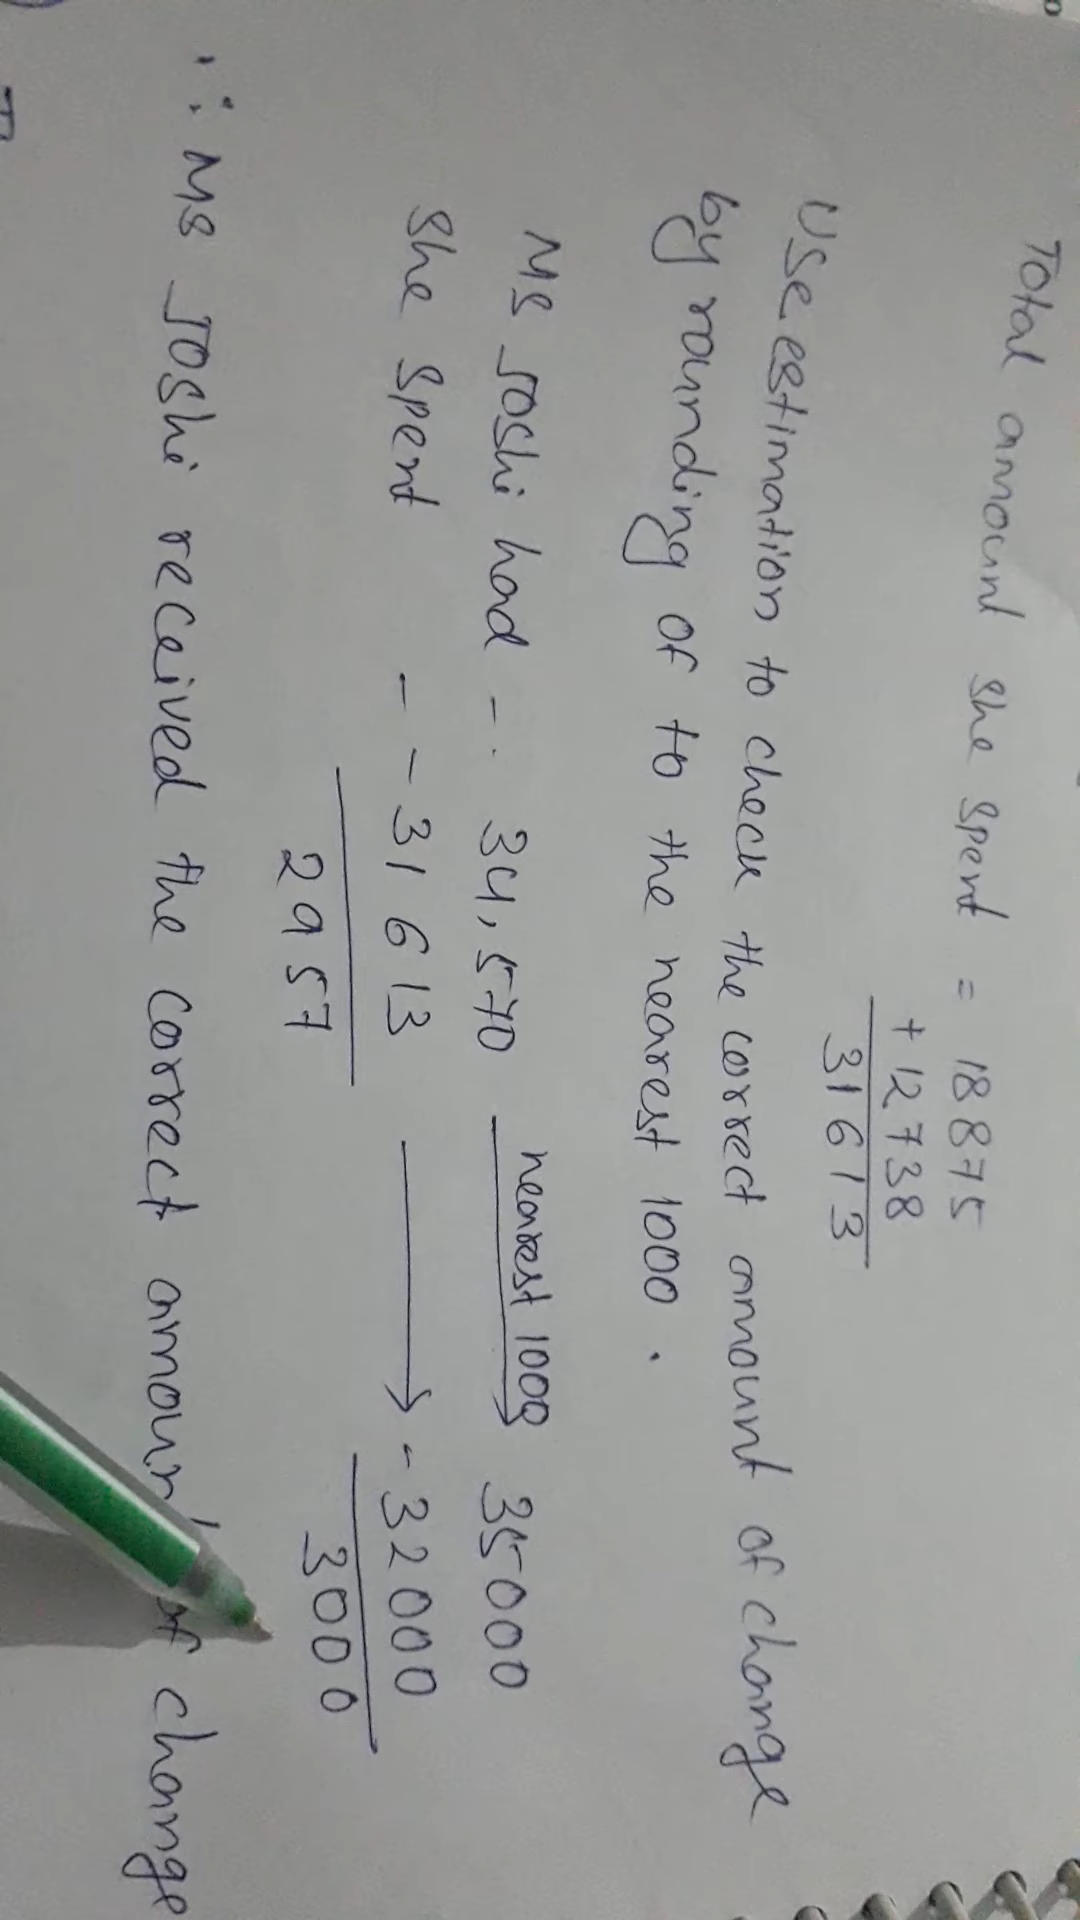 Total amount she spent = 18875
+ 12738
31613
Use estimation to check the correct amount of change
by rounding of to the nearest 1000.
Ms Joshi had - . 34,570 nearest 1000 35000
She Spent - - 31613 - 32000
2957 3000
∴ Ms Joshi received the correct amount of change